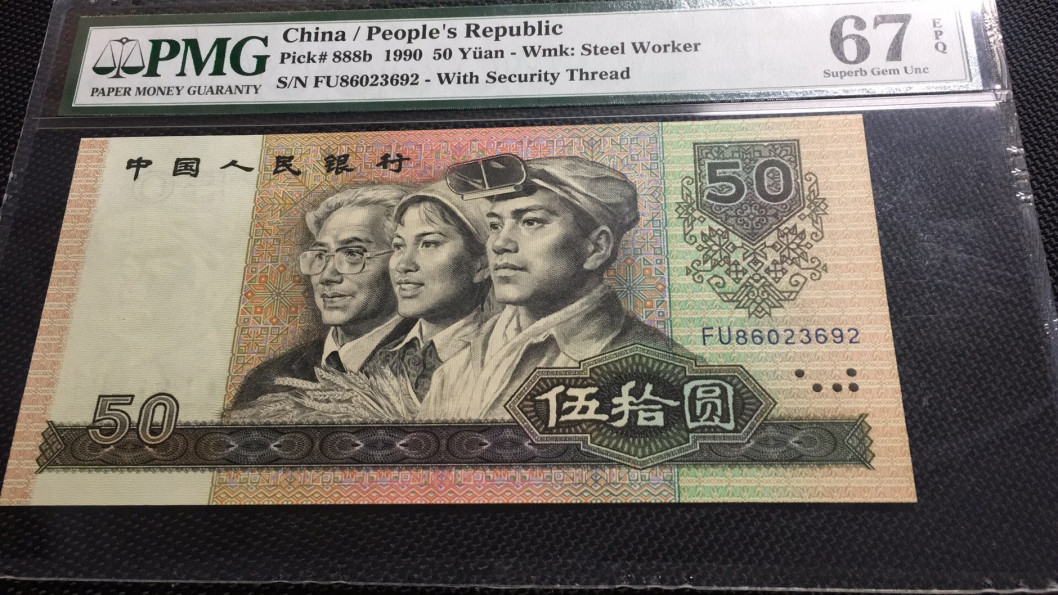 PMG
PAPER MONEY GUARANTY
China / People's Republic
Pick# 888b 1990 50 Yüan - Wmk: Steel Worker
S/N FU86023692 - With Security Thread
67
EPQ
Superb Gem Unc
中国人民银行
50
FU86023692
50
伍拾圆